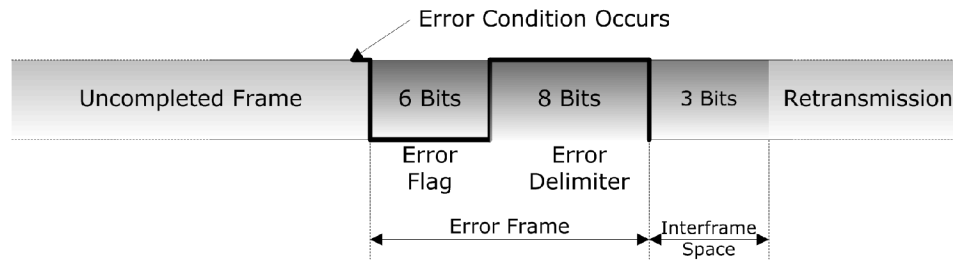 Error Condition Occurs
Uncompleted Frame
6 Bits
8 Bits
3 Bits
Retransmission
Error
Flag
Error
Delimiter
Error Frame
Interframe
Space